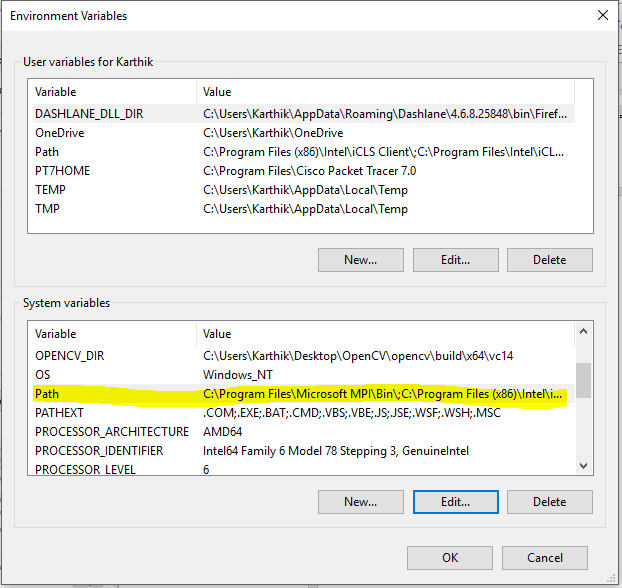 Environment Variables
User variables for Karthik
Variable Value
DASHLANE_DLL_DIR C:\Users\Karthik\AppData\Roaming\Dashlane\4.6.8.25848\bin\Firef...
OneDrive C:\Users\Karthik\OneDrive
Path C:\Program Files (x86)\Intel\iCLS Client\;C:\Program Files\Intel\iCL...
PT7HOME C:\Program Files\Cisco Packet Tracer 7.0
TEMP C:\Users\Karthik\AppData\Local\Temp
TMP C:\Users\Karthik\AppData\Local\Temp
New... Edit... Delete
System variables
Variable Value
OPENCV_DIR C:\Users\Karthik\Desktop\OpenCV\opencv\build\x64\vc14
OS Windows_NT
Path C:\Program Files\Microsoft MPI\Bin\;C:\Program Files (x86)\Intel\i...
PATHEXT .COM;.EXE;.BAT;.CMD;.VBS;.VBE;.JS;.JSE;.WSF;.WSH;.MSC
PROCESSOR_ARCHITECTURE AMD64
PROCESSOR_IDENTIFIER Intel64 Family 6 Model 78 Stepping 3, GenuineIntel
PROCESSOR_LEVEL 6
New... Edit... Delete
OK Cancel